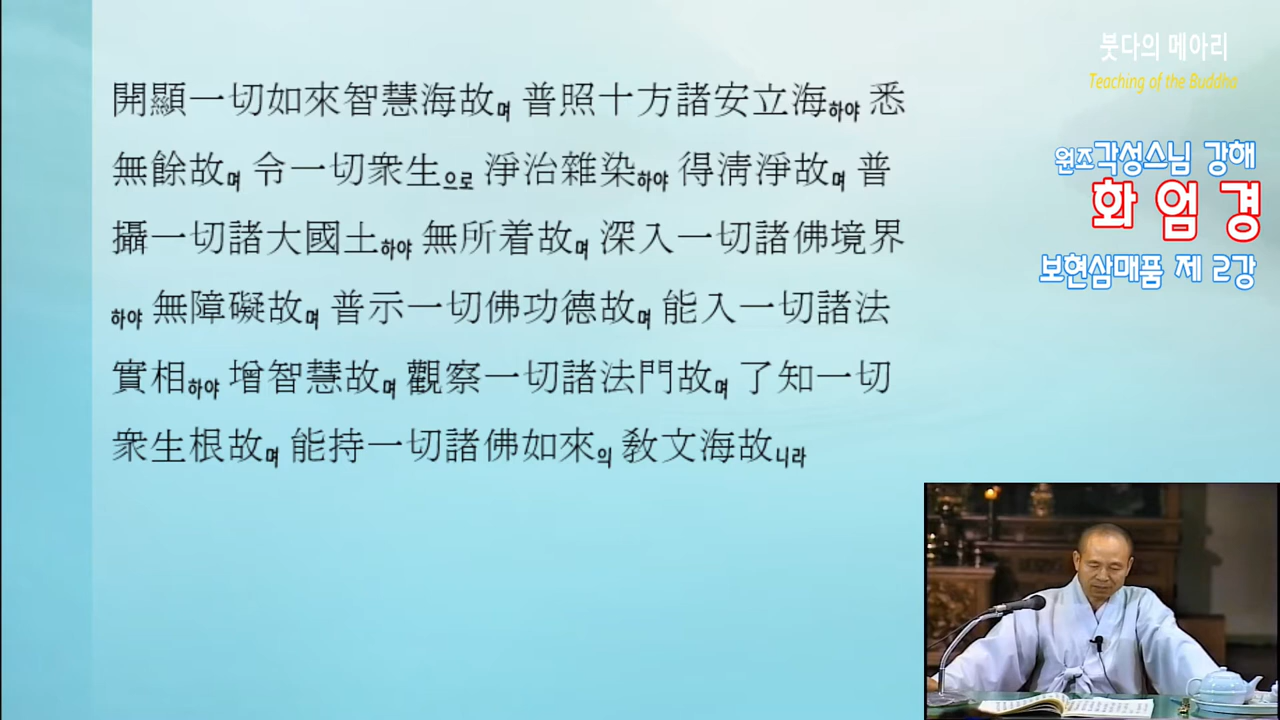 開顯一切如來智慧海故며 普照十方諸安立海하야 悉
無餘故며 令一切衆生으로 淨治雜染하야 得淸淨故며 普
攝一切諸大國土하야 無所着故며 深入一切諸佛境界
하야 無障礙故며 普示一切佛功德故며 能入一切諸法
實相하야 增智慧故며 觀察一切諸法門故며 了知一切
衆生根故며 能持一切諸佛如來의 敎文海故니라
붓다의 메아리
Teaching of the Buddha
원조각성스님 강해
화엄경
보현삼매품 제 2강